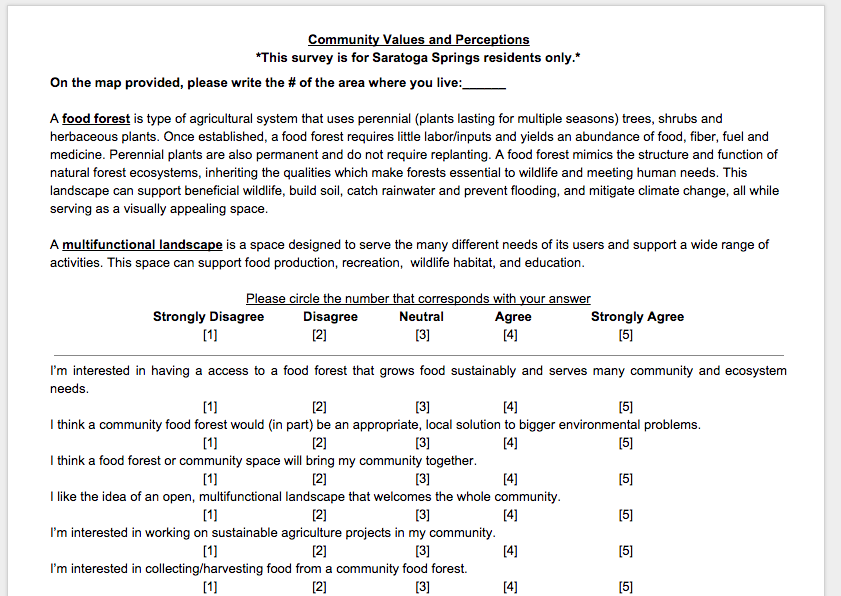 Community Values and Perceptions
*This survey is for Saratoga Springs residents only.*
On the map provided, please write the # of the area where you live:______
A food forest is type of agricultural system that uses perennial (plants lasting for multiple seasons) trees, shrubs and
herbaceous plants. Once established, a food forest requires little labor/inputs and yields an abundance of food, fiber, fuel and
medicine. Perennial plants are also permanent and do not require replanting. A food forest mimics the structure and function of
natural forest ecosystems, inheriting the qualities which make forests essential to wildlife and meeting human needs. This
landscape can support beneficial wildlife, build soil, catch rainwater and prevent flooding, and mitigate climate change, all while
serving as a visually appealing space.
A multifunctional landscape is a space designed to serve the many different needs of its users and support a wide range of
activities. This space can support food production, recreation, wildlife habitat, and education.
Please circle the number that corresponds with your answer
Strongly Disagree Disagree Neutral Agree Strongly Agree
[1] [2] [3] [4] [5]
I'm interested in having a access to a food forest that grows food sustainably and serves many community and ecosystem
needs.
[1] [2] [3] [4] [5]
I think a community food forest would (in part) be an appropriate, local solution to bigger environmental problems.
[1] [2] [3] [4] [5]
I think a food forest or community space will bring my community together.
[1] [2] [3] [4] [5]
I like the idea of an open, multifunctional landscape that welcomes the whole community.
[1] [2] [3] [4] [5]
I'm interested in working on sustainable agriculture projects in my community.
[1] [2] [3] [4] [5]
I'm interested in collecting/harvesting food from a community food forest.
[1] [2] [3] [4] [5]